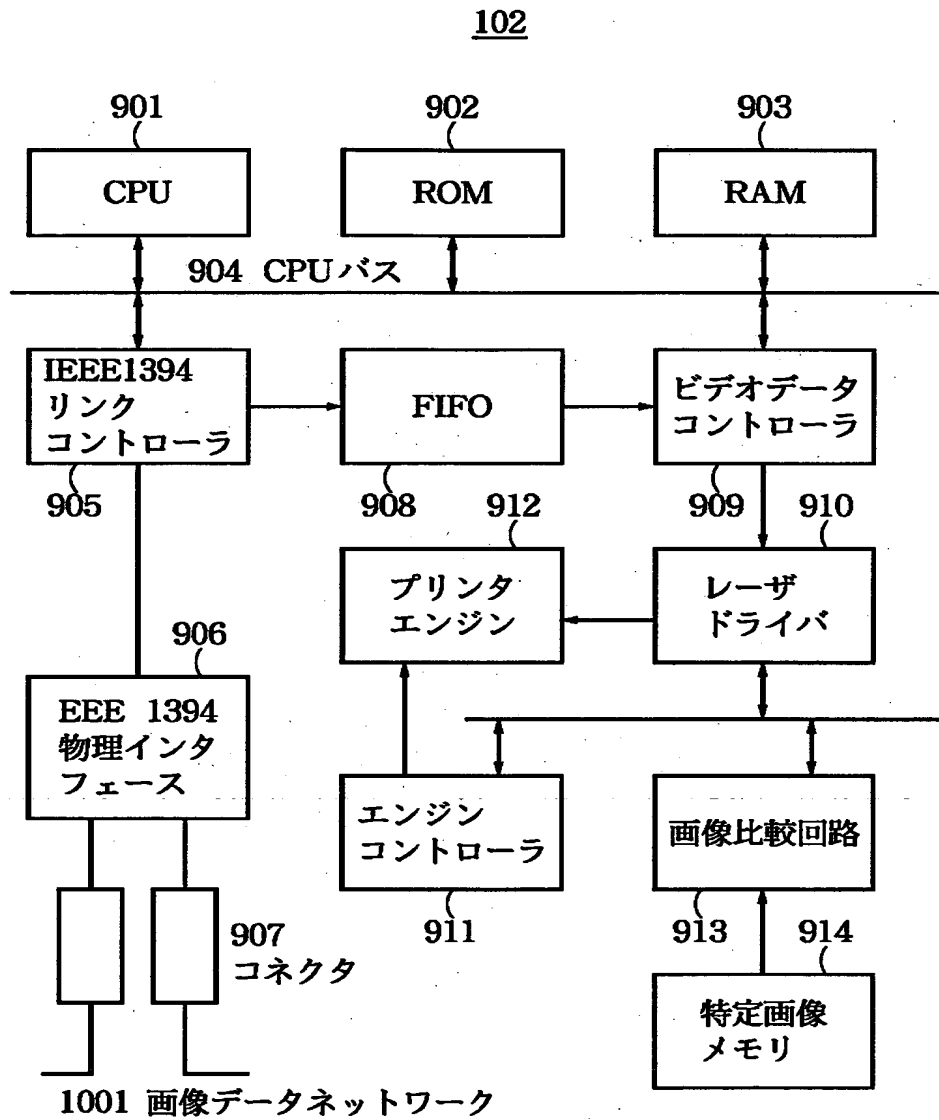 102
901
902
903
CPU
ROM
RAM
904 CPUバス
IEEE1394
リンク
コントローラ
FIFO
ビデオデータ
コントローラ
905
908
912
909
910
プリンタ
エンジン
レーザ
ドライバ
906
EEE 1394
物理インタ
フェース
エンジン
コントローラ
画像比較回路
907
コネクタ
911
913
914
特定画像
メモリ
1001 画像データネットワーク